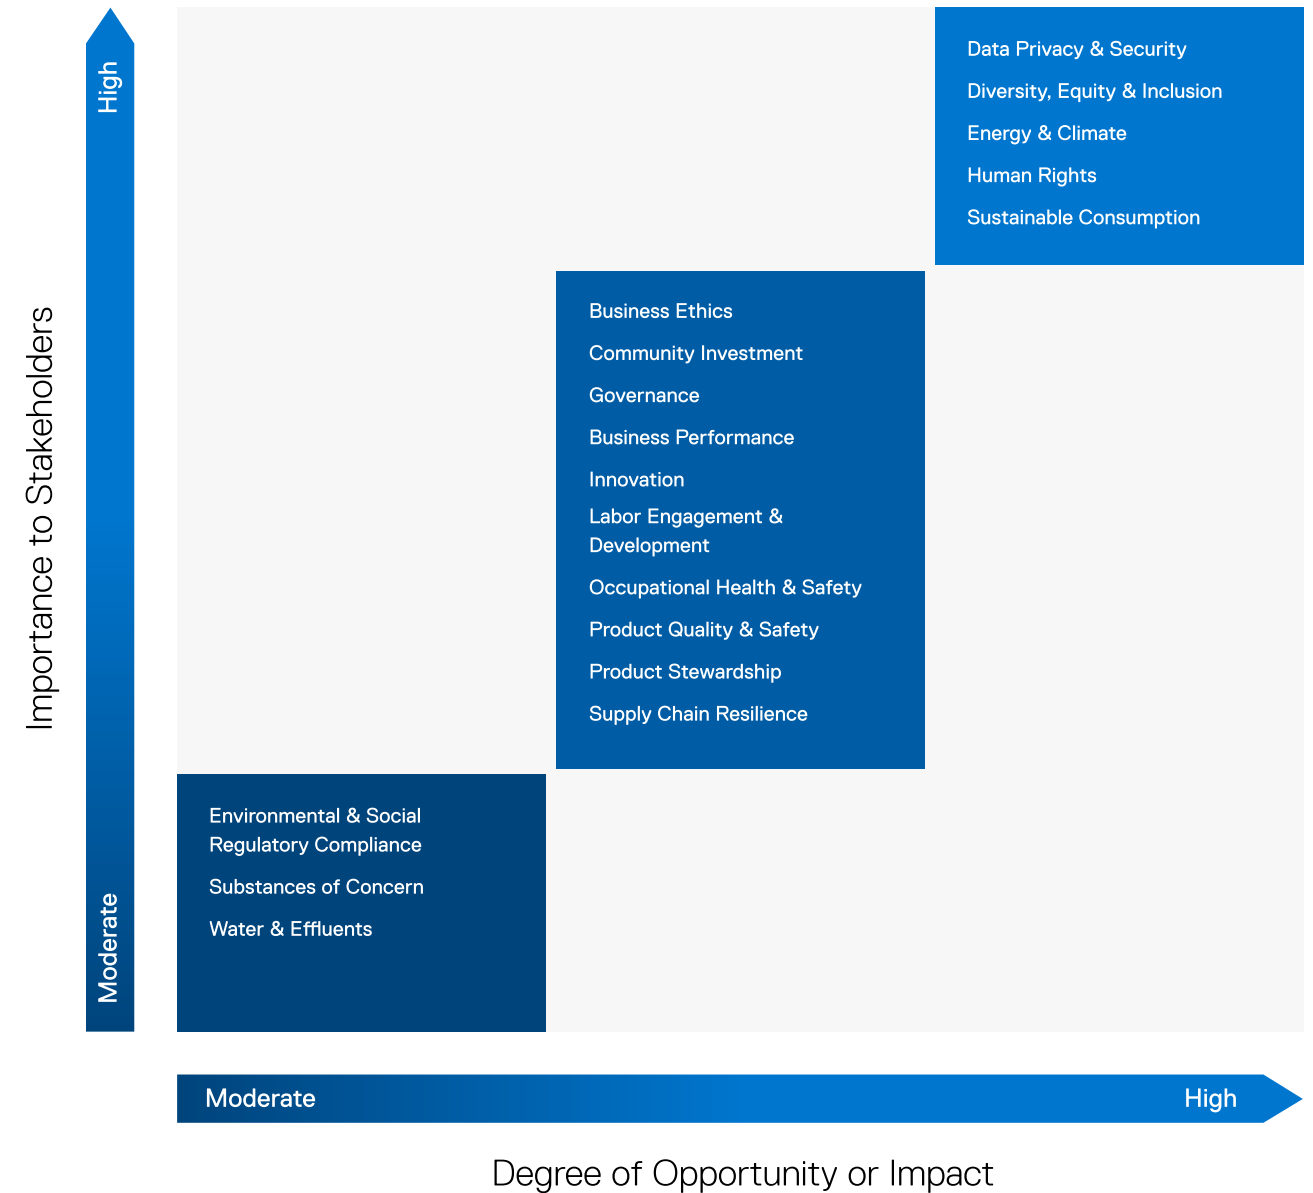 High
Data Privacy & Security
Diversity, Equity & Inclusion
Energy & Climate
Human Rights
Sustainable Consumption
Importance to Stakeholders
Business Ethics
Community Investment
Governance
Business Performance
Innovation
Labor Engagement &
Development
Occupational Health & Safety
Product Quality & Safety
Product Stewardship
Supply Chain Resilience
Moderate
Environmental & Social
Regulatory Compliance
Substances of Concern
Water & Effluents
Moderate
High
Degree of Opportunity or Impact